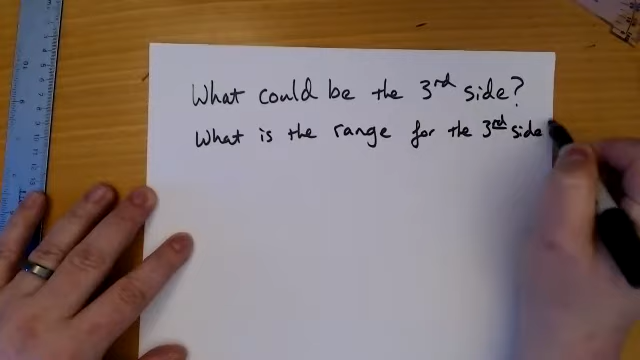 What could be the 3rd side?
What is the range for the 3rd side